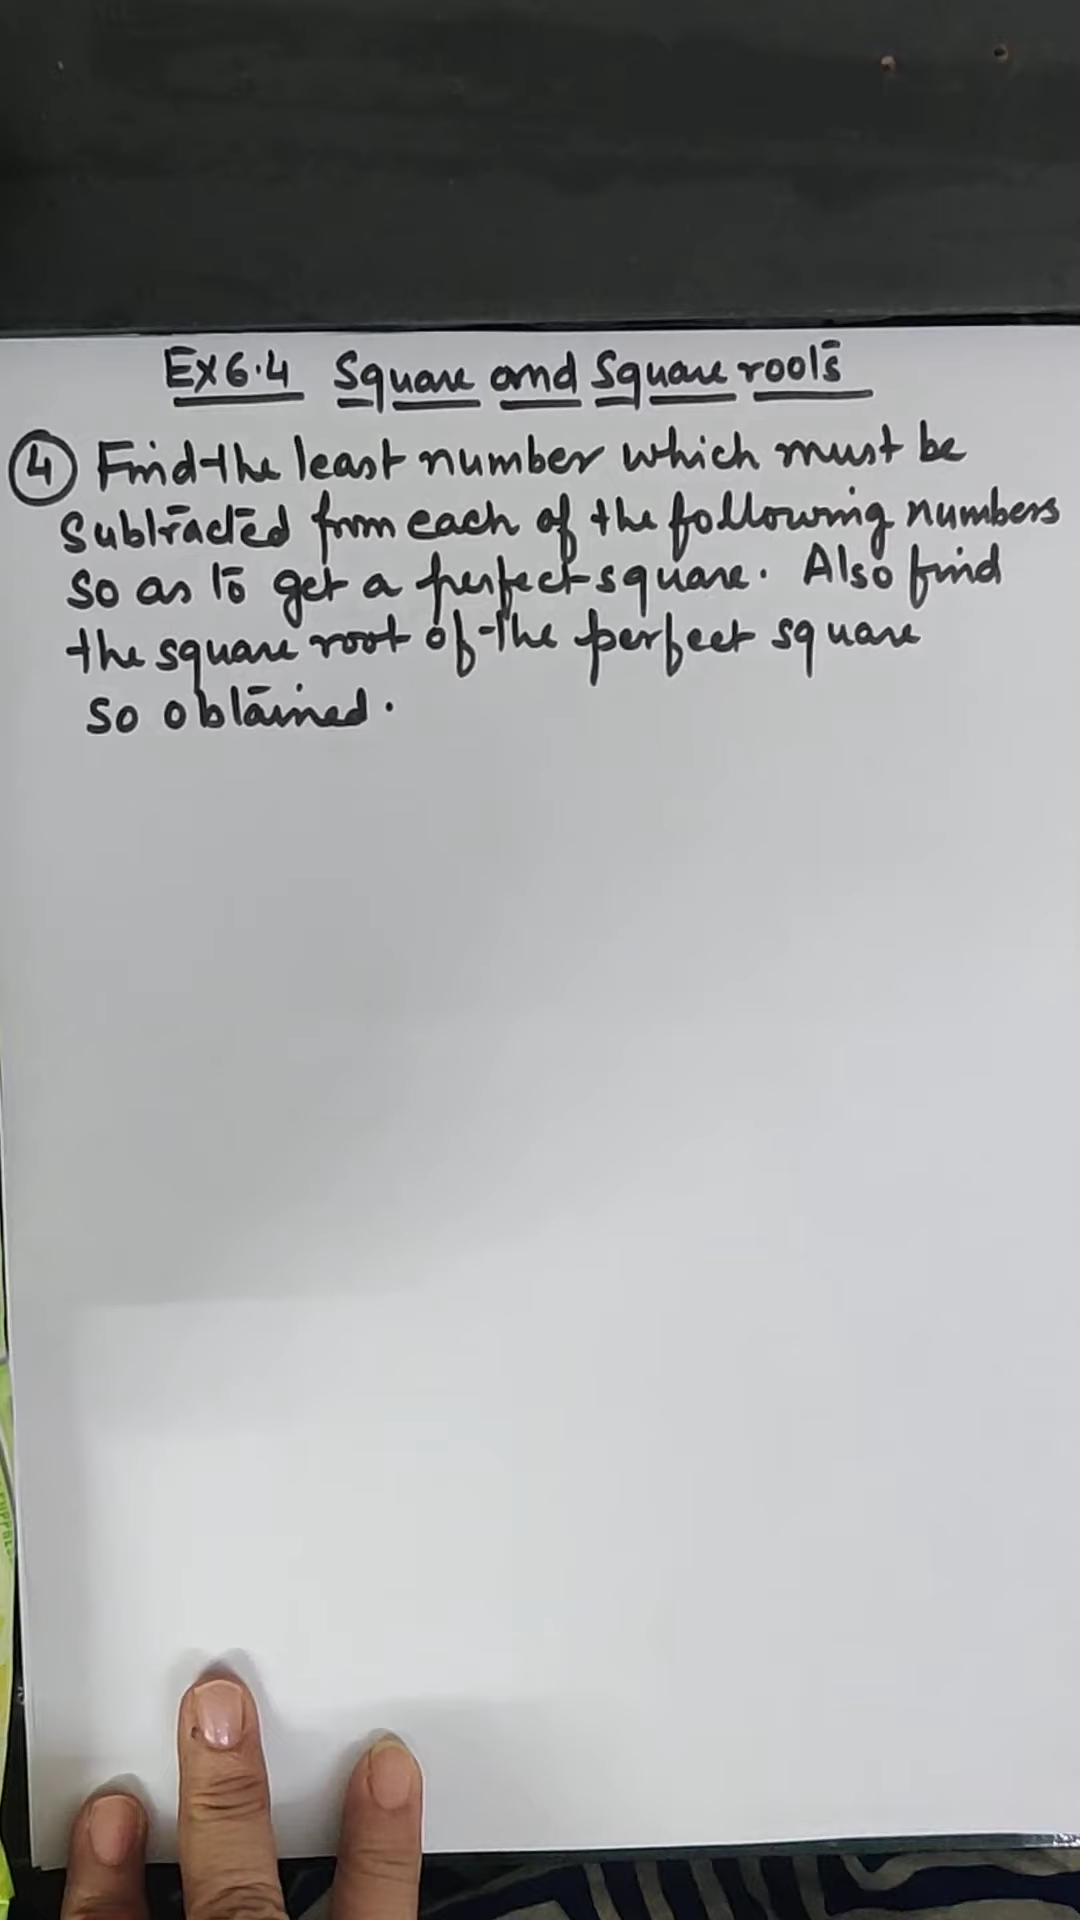 Ex 6.4 Square and Square roots
④ Find the least number which must be
Subtracted from each of the following numbers
so as to get a perfect square. Also find
the square root of the perfect square
so obtained.